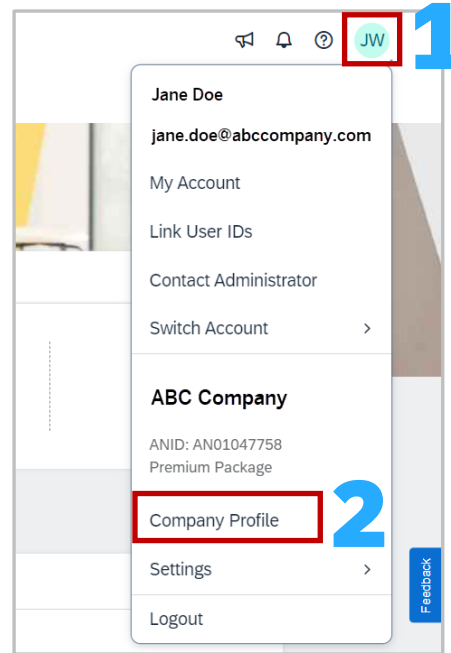 JW
1
Jane Doe
jane.doe@abccompany.com
My Account
Link User IDs
Contact Administrator
Switch Account
ABC Company
ANID: AN01047758
Premium Package
Company Profile
2
Settings
Feedback
Logout